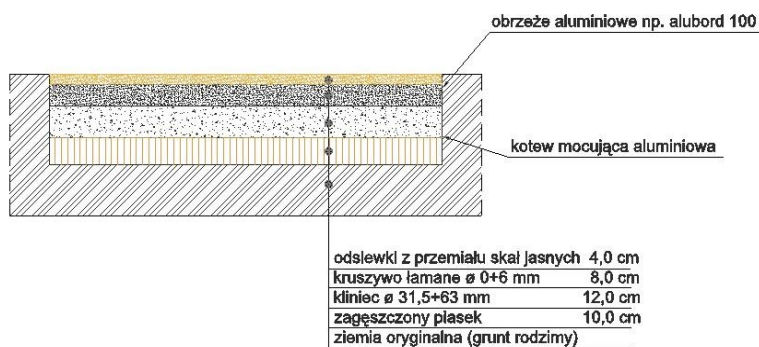 obrzeże aluminiowe np. alubord 100
kotew mocująca aluminiowa
odsiewki z przemiału skał jasnych 4,0 cm
kruszywo łamane ø 0+6 mm 8,0 cm
kliniec ø 31,5+63 mm 12,0 cm
zagęszczony piasek 10,0 cm
ziemia oryginalna (grunt rodzimy)